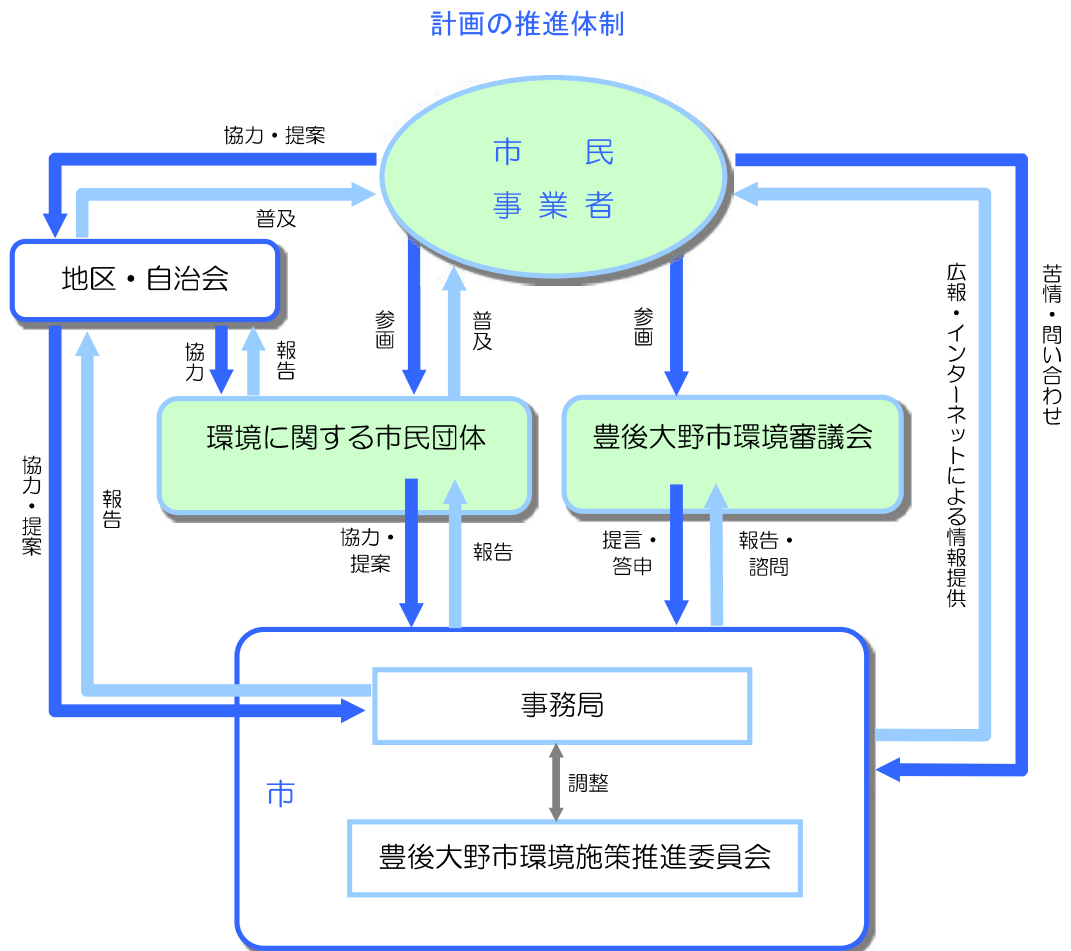 計画の推進体制
市　　民
事 業 者
協力・提案
普及
地区・自治会
参画
普及
参画
協力
報告
広報・インターネットによる情報提供
苦情・問い合わせ
環境に関する市民団体
豊後大野市環境審議会
協力・提案
報告
協力・
提案
報告
提言・
答申
報告・
諮問
事務局
調整
市
豊後大野市環境施策推進委員会